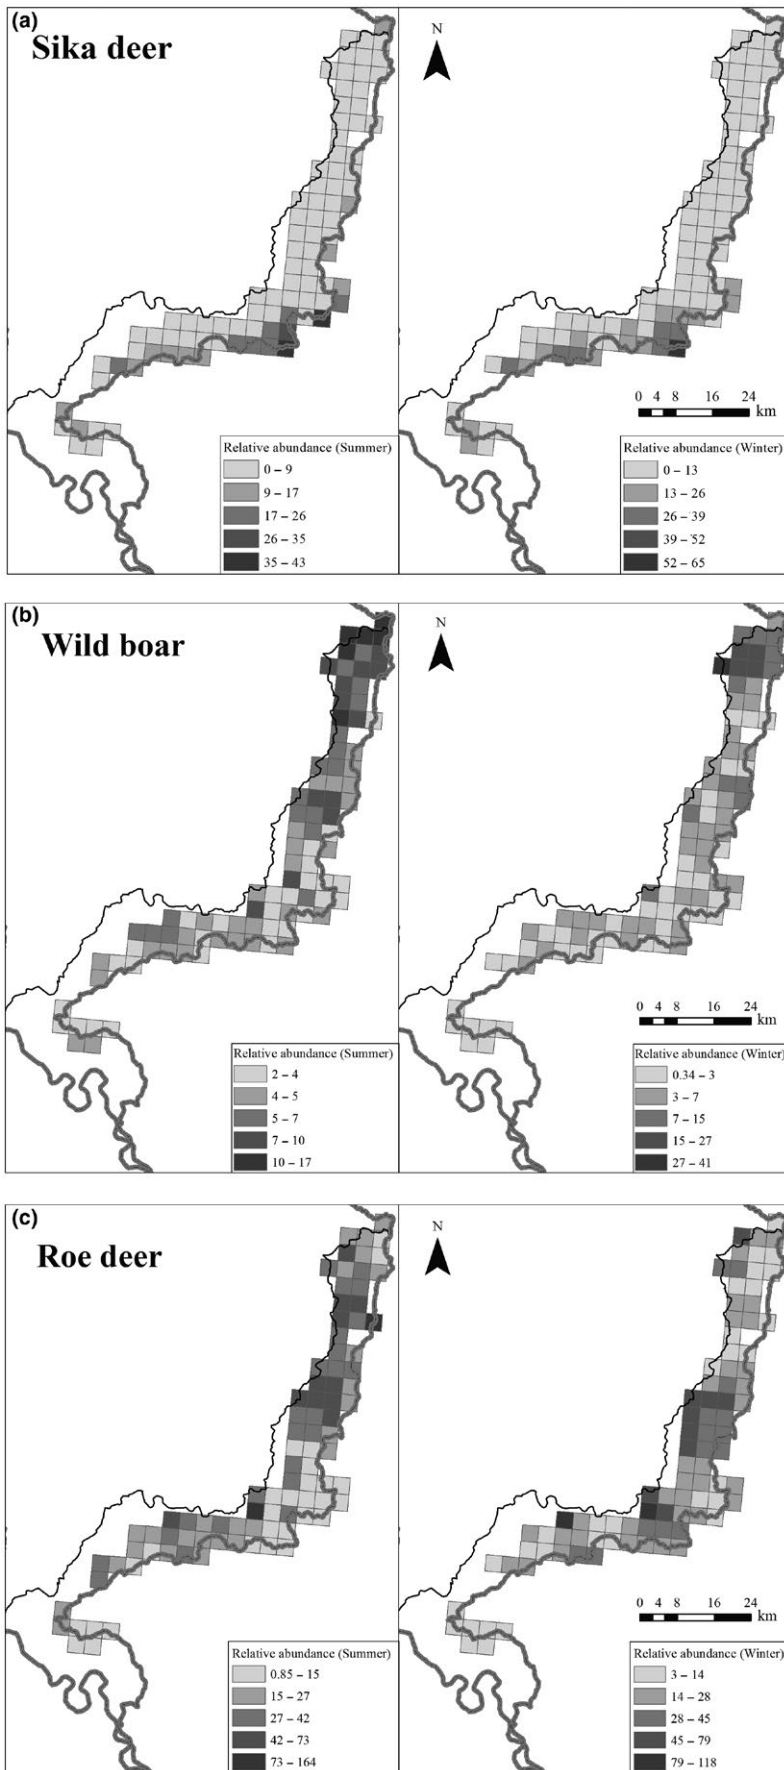 (a)
Sika deer
N
0 4 8 16 24
km
Relative abundance (Summer)
0 – 9
9 – 17
17 – 26
26 – 35
35 – 43
Relative abundance (Winter)
0 – 13
13 – 26
26 – 39
39 – 52
52 – 65
(b)
Wild boar
N
0 4 8 16 24
km
Relative abundance (Summer)
2 – 4
4 – 5
5 – 7
7 – 10
10 – 17
Relative abundance (Winter)
0.34 – 3
3 – 7
7 – 15
15 – 27
27 – 41
(c)
Roe deer
N
0 4 8 16 24
km
Relative abundance (Summer)
0.85 – 15
15 – 27
27 – 42
42 – 73
73 – 164
Relative abundance (Winter)
3 – 14
14 – 28
28 – 45
45 – 79
79 – 118